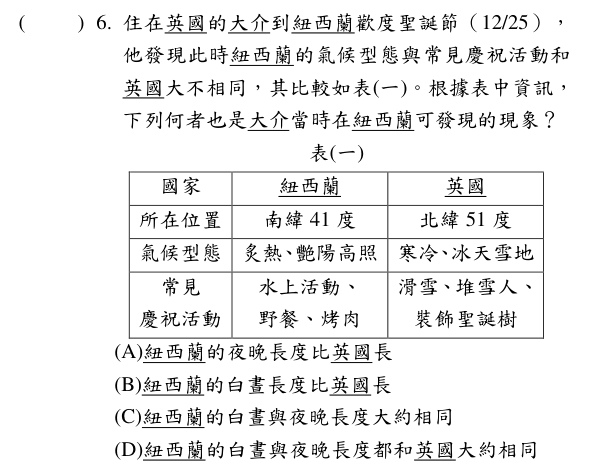 (　　) 6. 住在英國的大介到紐西蘭歡度聖誕節（12/25），
他發現此時紐西蘭的氣候型態與常見慶祝活動和
英國大不相同，其比較如表(一)。根據表中資訊，
下列何者也是大介當時在紐西蘭可發現的現象？
表(一)
國家 紐西蘭 英國
所在位置 南緯 41 度 北緯 51 度
氣候型態 炙熱、艷陽高照 寒冷、冰天雪地
常見 水上活動、 滑雪、堆雪人、
慶祝活動 野餐、烤肉 裝飾聖誕樹
(A)紐西蘭的夜晚長度比英國長
(B)紐西蘭的白晝長度比英國長
(C)紐西蘭的白晝與夜晚長度大約相同
(D)紐西蘭的白晝與夜晚長度都和英國大約相同